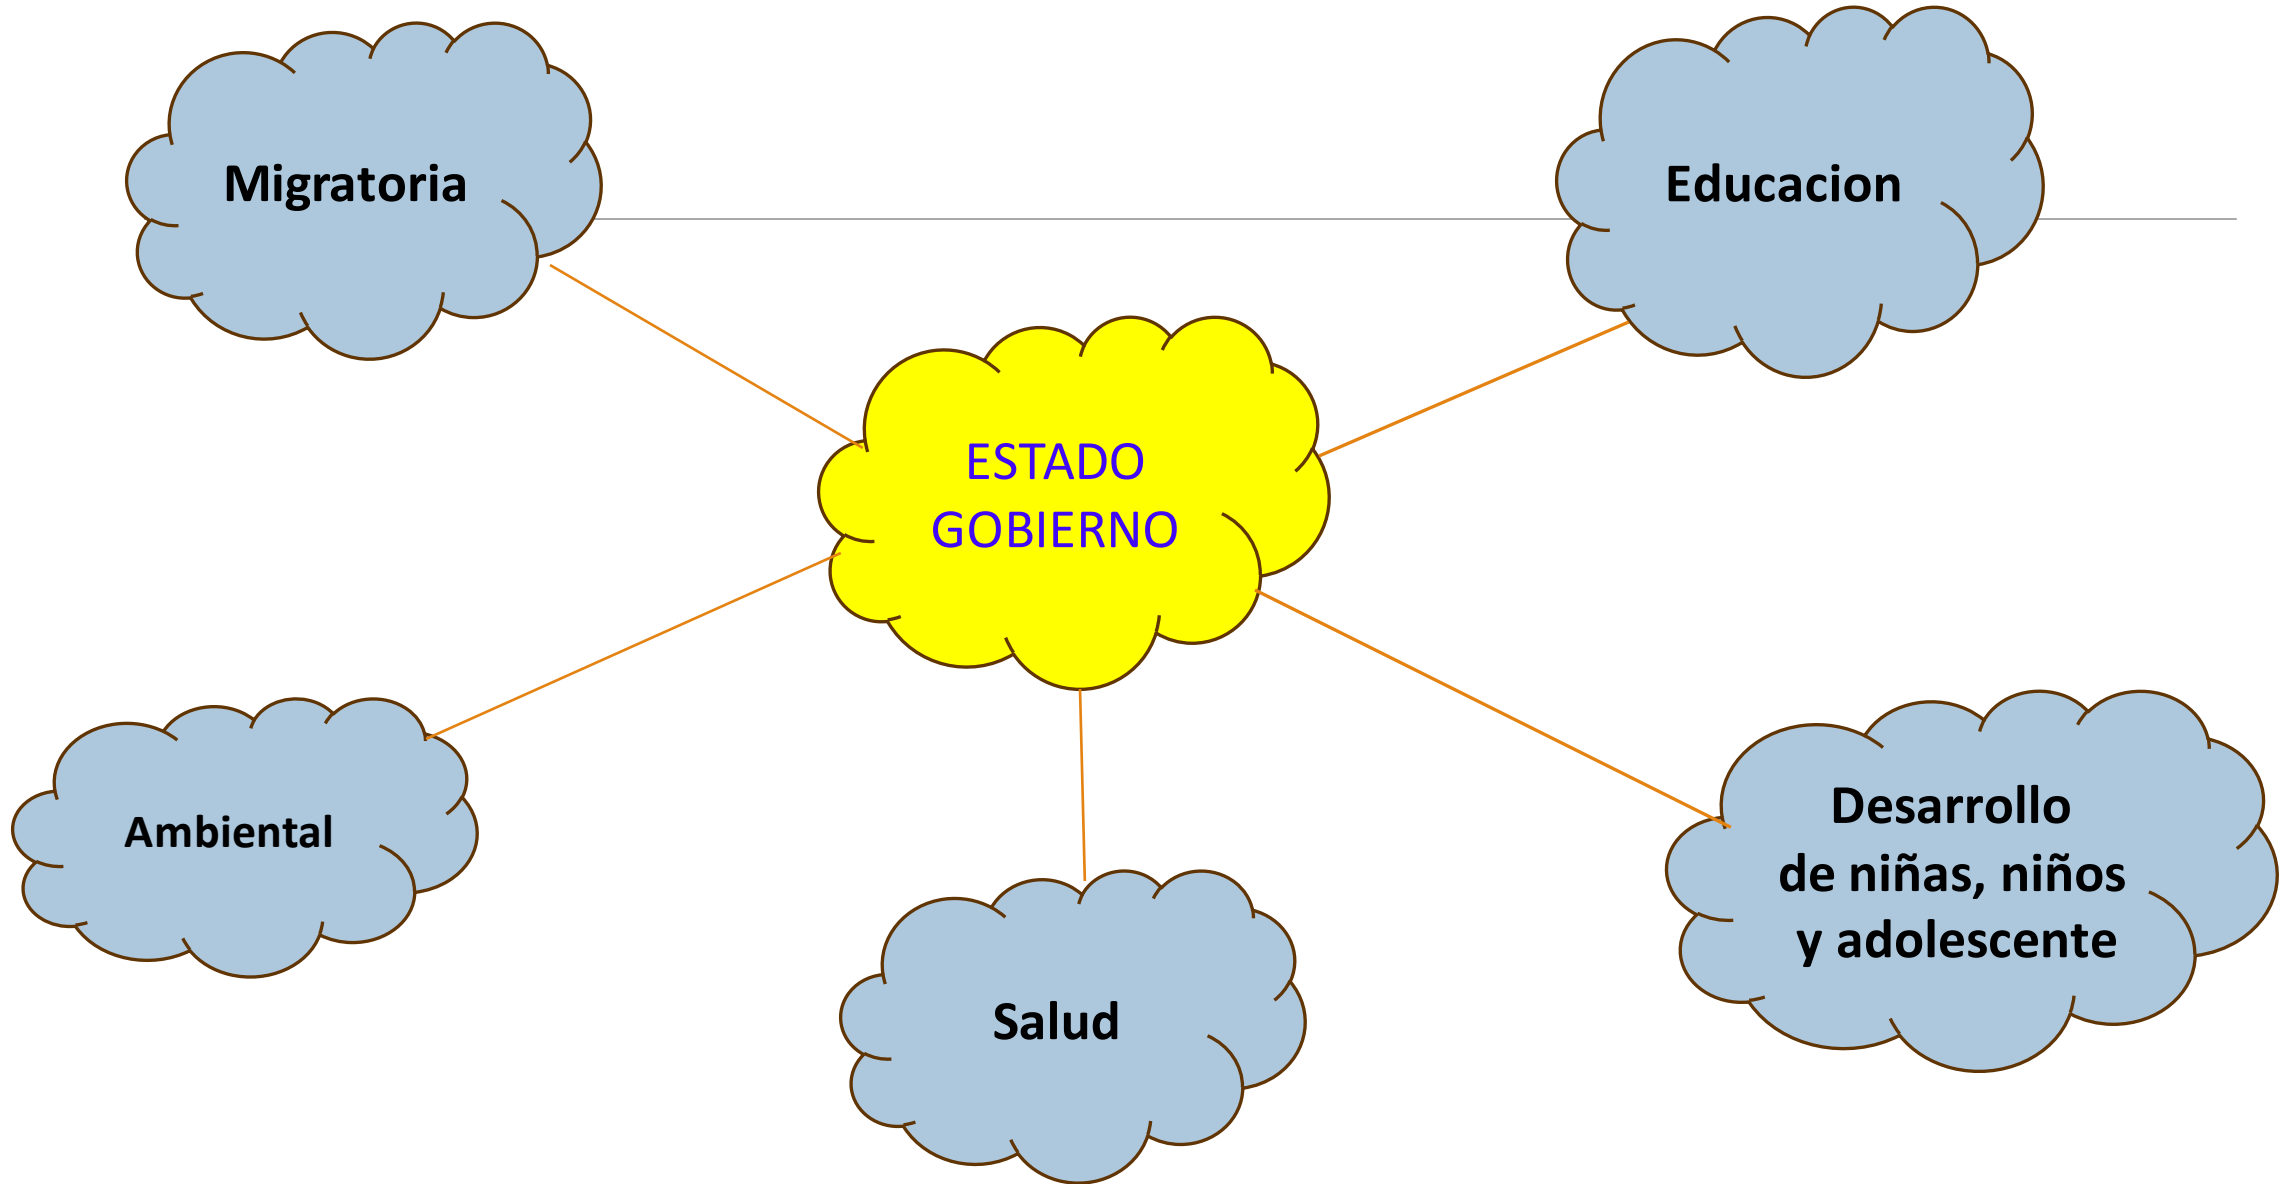 Migratoria
Educacion
ESTADO
GOBIERNO
Ambiental
Salud
Desarrollo
de niñas, niños
y adolescente